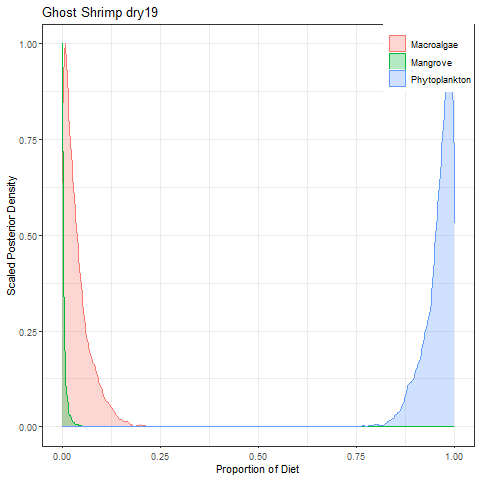 Ghost Shrimp dry19
Macroalgae
Mangrove
Phytoplankton
Scaled Posterior Density
1.00
0.75
0.50
0.25
0.00
0.00 0.25 0.50 0.75 1.00
Proportion of Diet